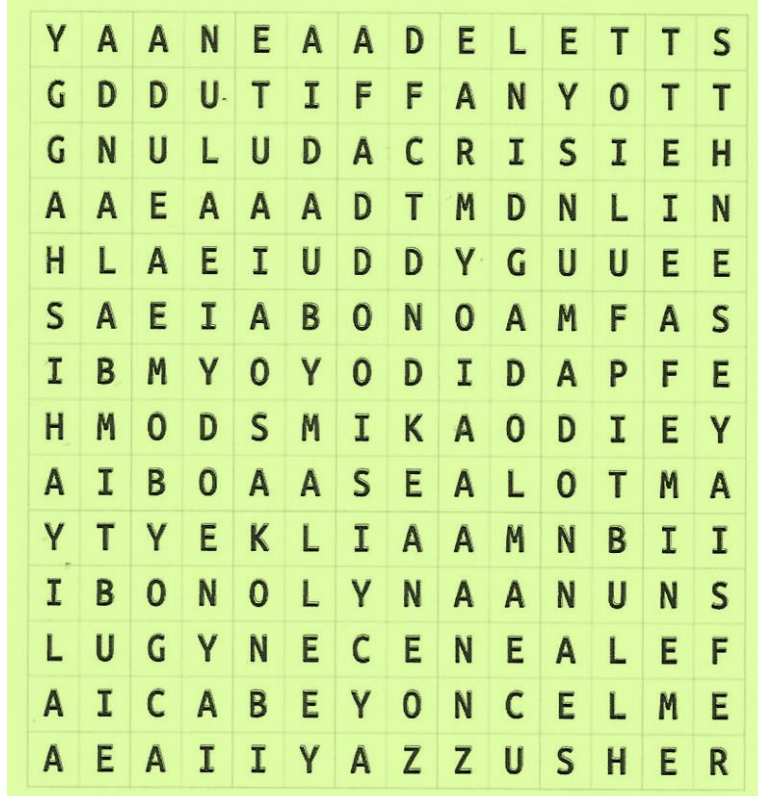 Y A A N E A A D E L E T T S
G D D U T I F F A N Y O T T
G N U L U D A C R I S I E H
A A E A A A D T M D N L I N
H L A E I U D D Y G U U E E
S A E I A B O N O A M F A S
I B M Y O Y O D I D A P F E
H M O D S M I K A O D I E Y
A I B O A A S E A L O T M A
Y T Y E K L I A A M N B I I
I B O N O L Y N A A N U N S
L U G Y N E C E N E A L E F
A I C A B E Y O N C E L M E
A E A I I Y A Z Z U S H E R